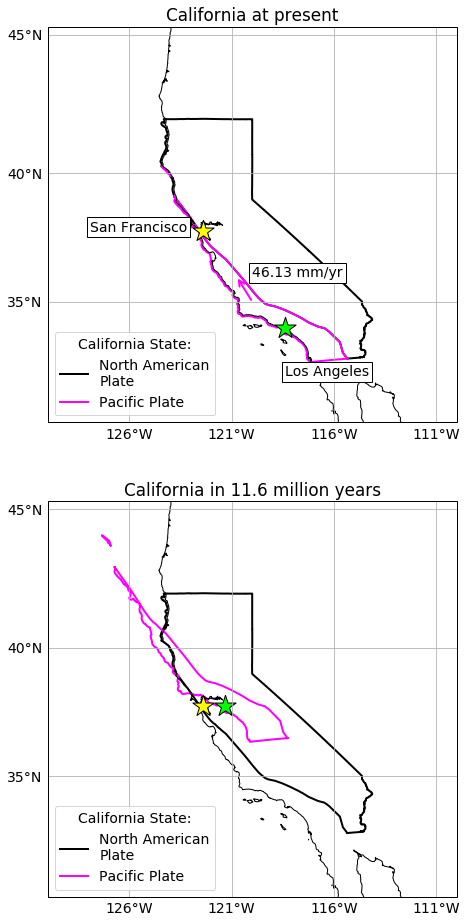 California at present
45°N
40°N
San Francisco
46.13 mm/yr
35°N
California State:
North American
Plate
Pacific Plate
Los Angeles
126°W 121°W 116°W 111°W
California in 11.6 million years
45°N
40°N
35°N
California State:
North American
Plate
Pacific Plate
126°W 121°W 116°W 111°W